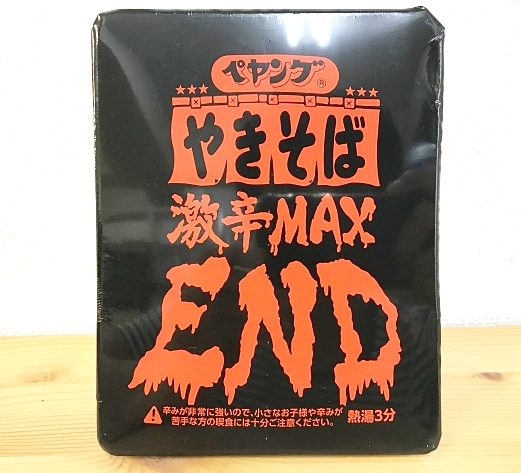 ペヤング®
やきそば
激辛MAX
END
⚠辛みが非常に強いので、小さなお子様や辛みが
苦手な方の喫食には十分ご注意ください。
熱湯3分